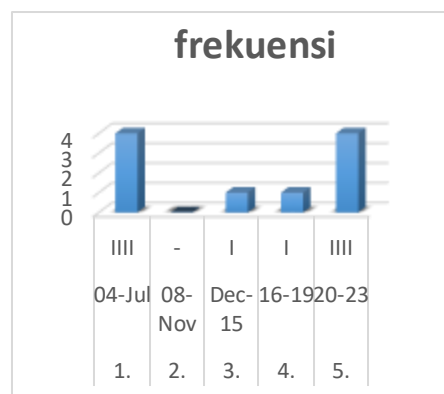 frekuensi
4
3
2
1
0
IIII - I I IIII
04-Jul 08-Nov Dec-15 16-19 20-23
1. 2. 3. 4. 5.